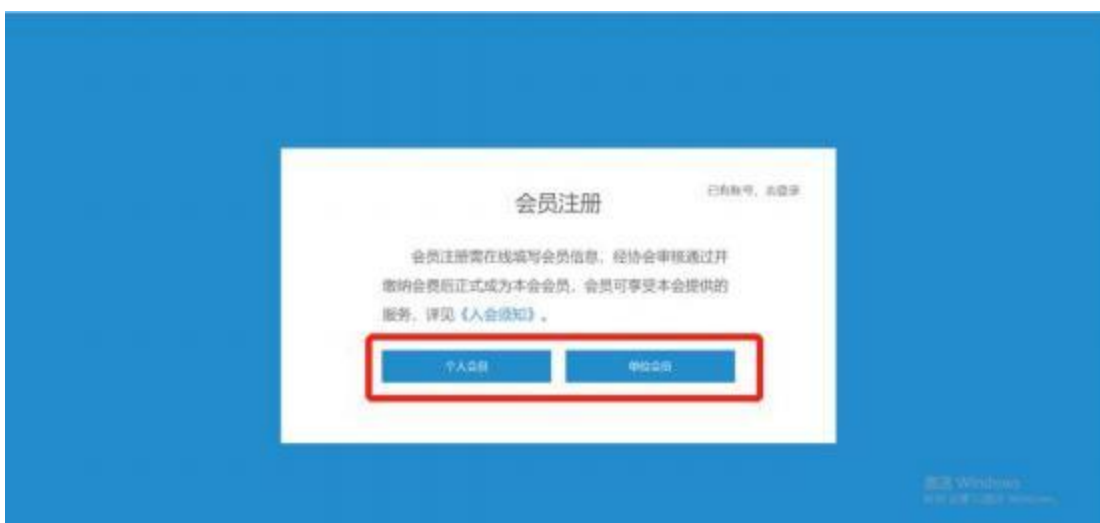 会员注册
已有账号，去登录
会员注册需在线填写会员信息，经协会审核通过并
缴纳会费后正式成为本会会员，会员可享受本会提供的
服务，详见《入会须知》。
个人会员
单位会员
激活 Windows